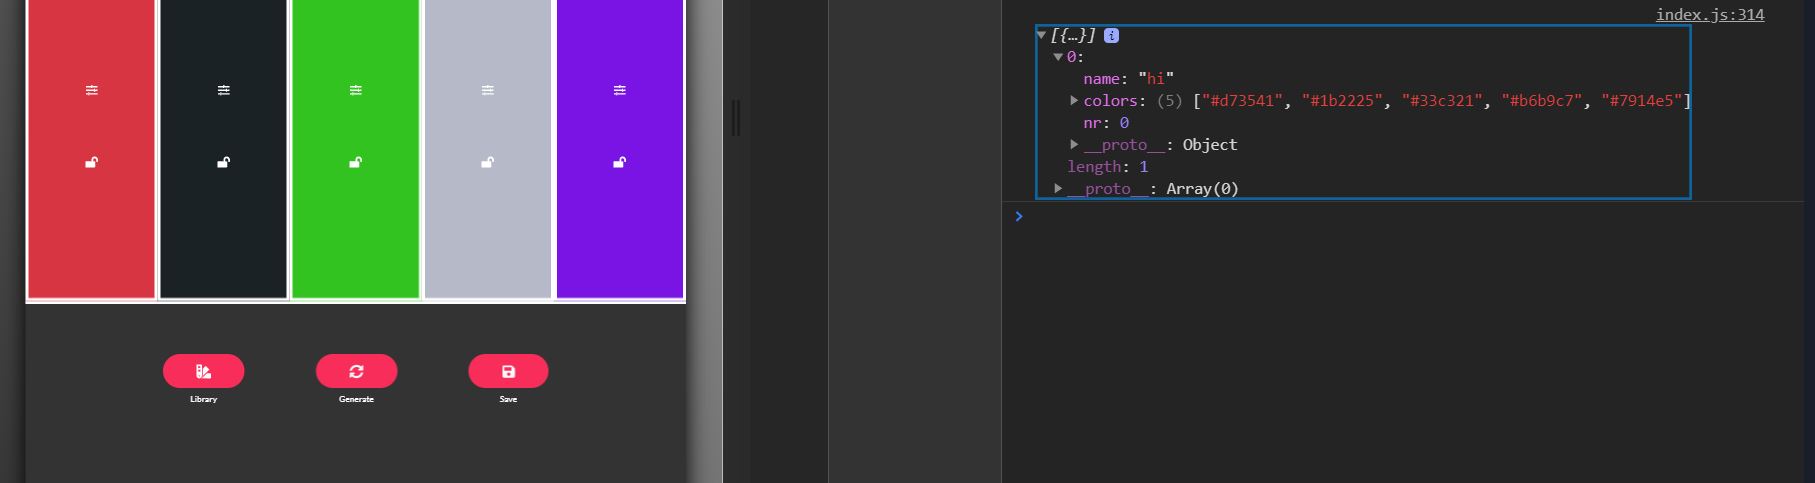 index.js:314
▼[{…}] i
▼0:
name: "hi"
▶colors: (5) ["#d73541", "#1b2225", "#33c321", "#b6b9c7", "#7914e5"]
nr: 0
▶__proto__: Object
length: 1
▶__proto__: Array(0)
>
Library Generate Save